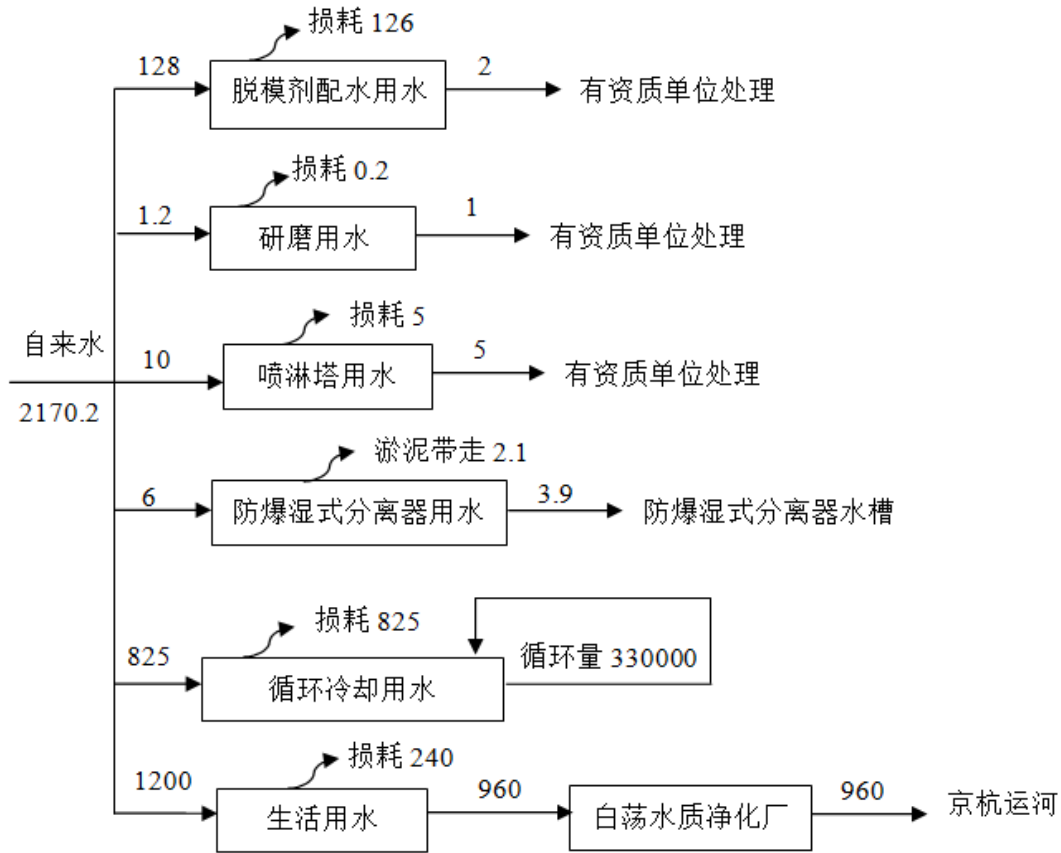 损耗 126
128
脱模剂配水用水
2
有资质单位处理
损耗 0.2
1.2
研磨用水
1
有资质单位处理
损耗 5
自来水
10
喷淋塔用水
5
有资质单位处理
2170.2
淤泥带走 2.1
6
防爆湿式分离器用水
3.9
防爆湿式分离器水槽
损耗 825
825
循环冷却用水
循环量 330000
损耗 240
1200
生活用水
960
白荡水质净化厂
960
京杭运河